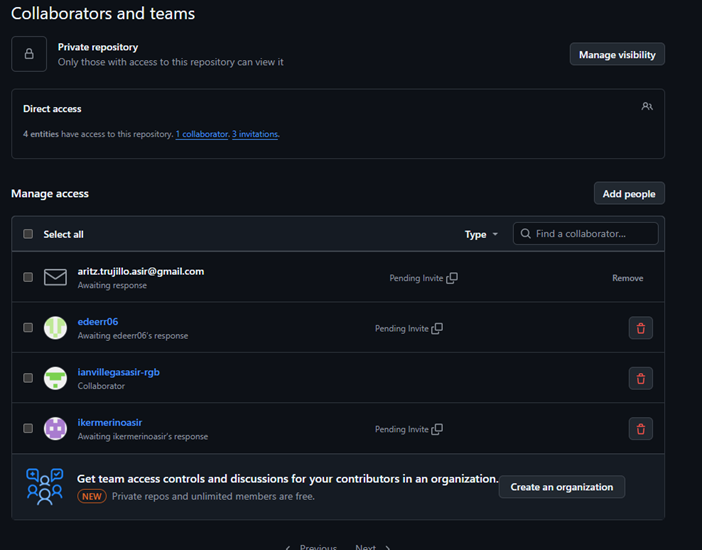 Collaborators and teams
Private repository
Only those with access to this repository can view it
Manage visibility
Direct access
4 entities have access to this repository. 1 collaborator. 3 invitations.
Manage access
Add people
Select all
Type
Find a collaborator...
aritz.trujillo.asir@gmail.com
Awaiting response
Pending Invite
Remove
edeerr06
Awaiting edeerr06's response
Pending Invite
ianvillegasasir-rgb
Collaborator
ikermerinoasir
Awaiting ikermerinoasir's response
Pending Invite
Get team access controls and discussions for your contributors in an organization.
NEW Private repos and unlimited members are free.
Create an organization
Previous Next